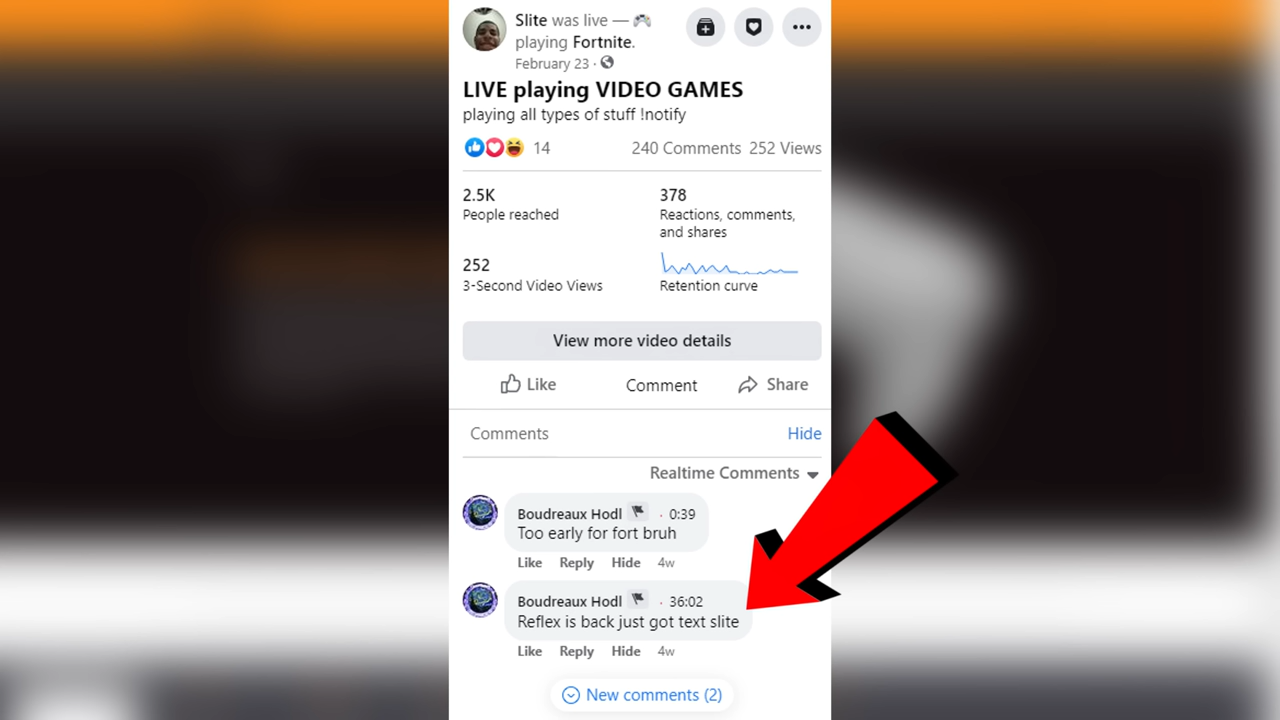 Slite was live —
playing Fortnite.
February 23 ·
LIVE playing VIDEO GAMES
playing all types of stuff !notify
14 240 Comments 252 Views
2.5K 378
People reached Reactions, comments,
and shares
252
3-Second Video Views Retention curve
View more video details
Like Comment Share
Comments Hide
Realtime Comments
Boudreaux Hodl · 0:39
Too early for fort bruh
Like Reply Hide 4w
Boudreaux Hodl · 36:02
Reflex is back just got text slite
Like Reply Hide 4w
New comments (2)